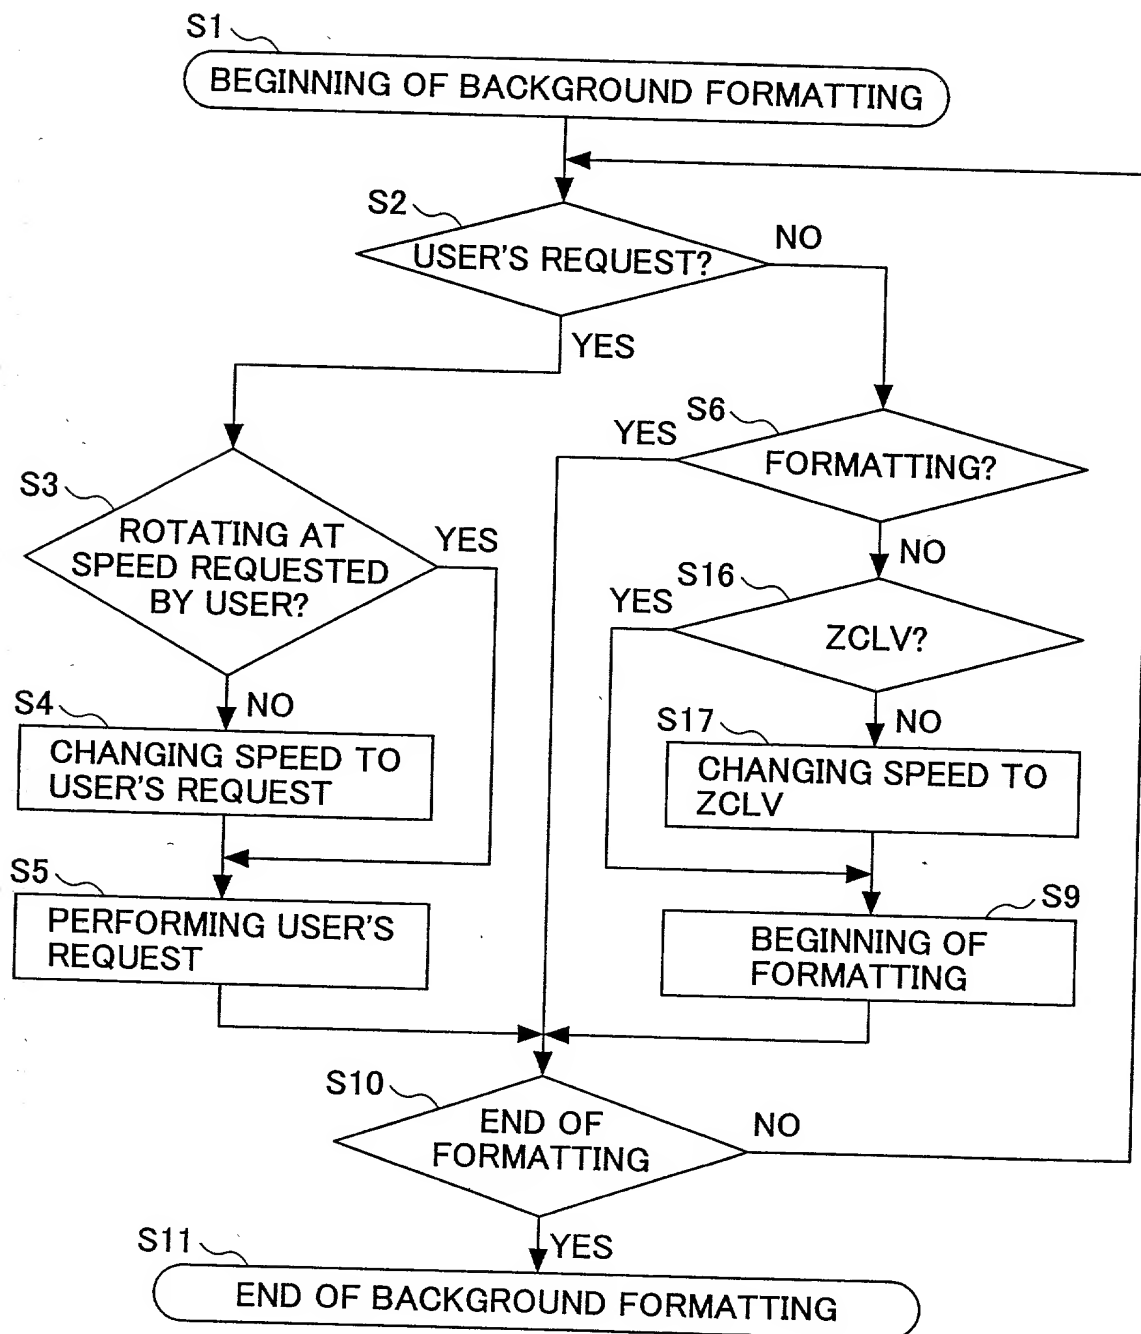 S1
BEGINNING OF BACKGROUND FORMATTING
S2
USER'S REQUEST?
NO
YES
S6
YES
FORMATTING?
NO
S3
ROTATING AT
SPEED REQUESTED
BY USER?
YES
NO
S16
YES
ZCLV?
NO
S4
CHANGING SPEED TO
USER'S REQUEST
S17
CHANGING SPEED TO
ZCLV
S5
PERFORMING USER'S
REQUEST
S9
BEGINNING OF
FORMATTING
S10
END OF
FORMATTING
NO
YES
S11
END OF BACKGROUND FORMATTING